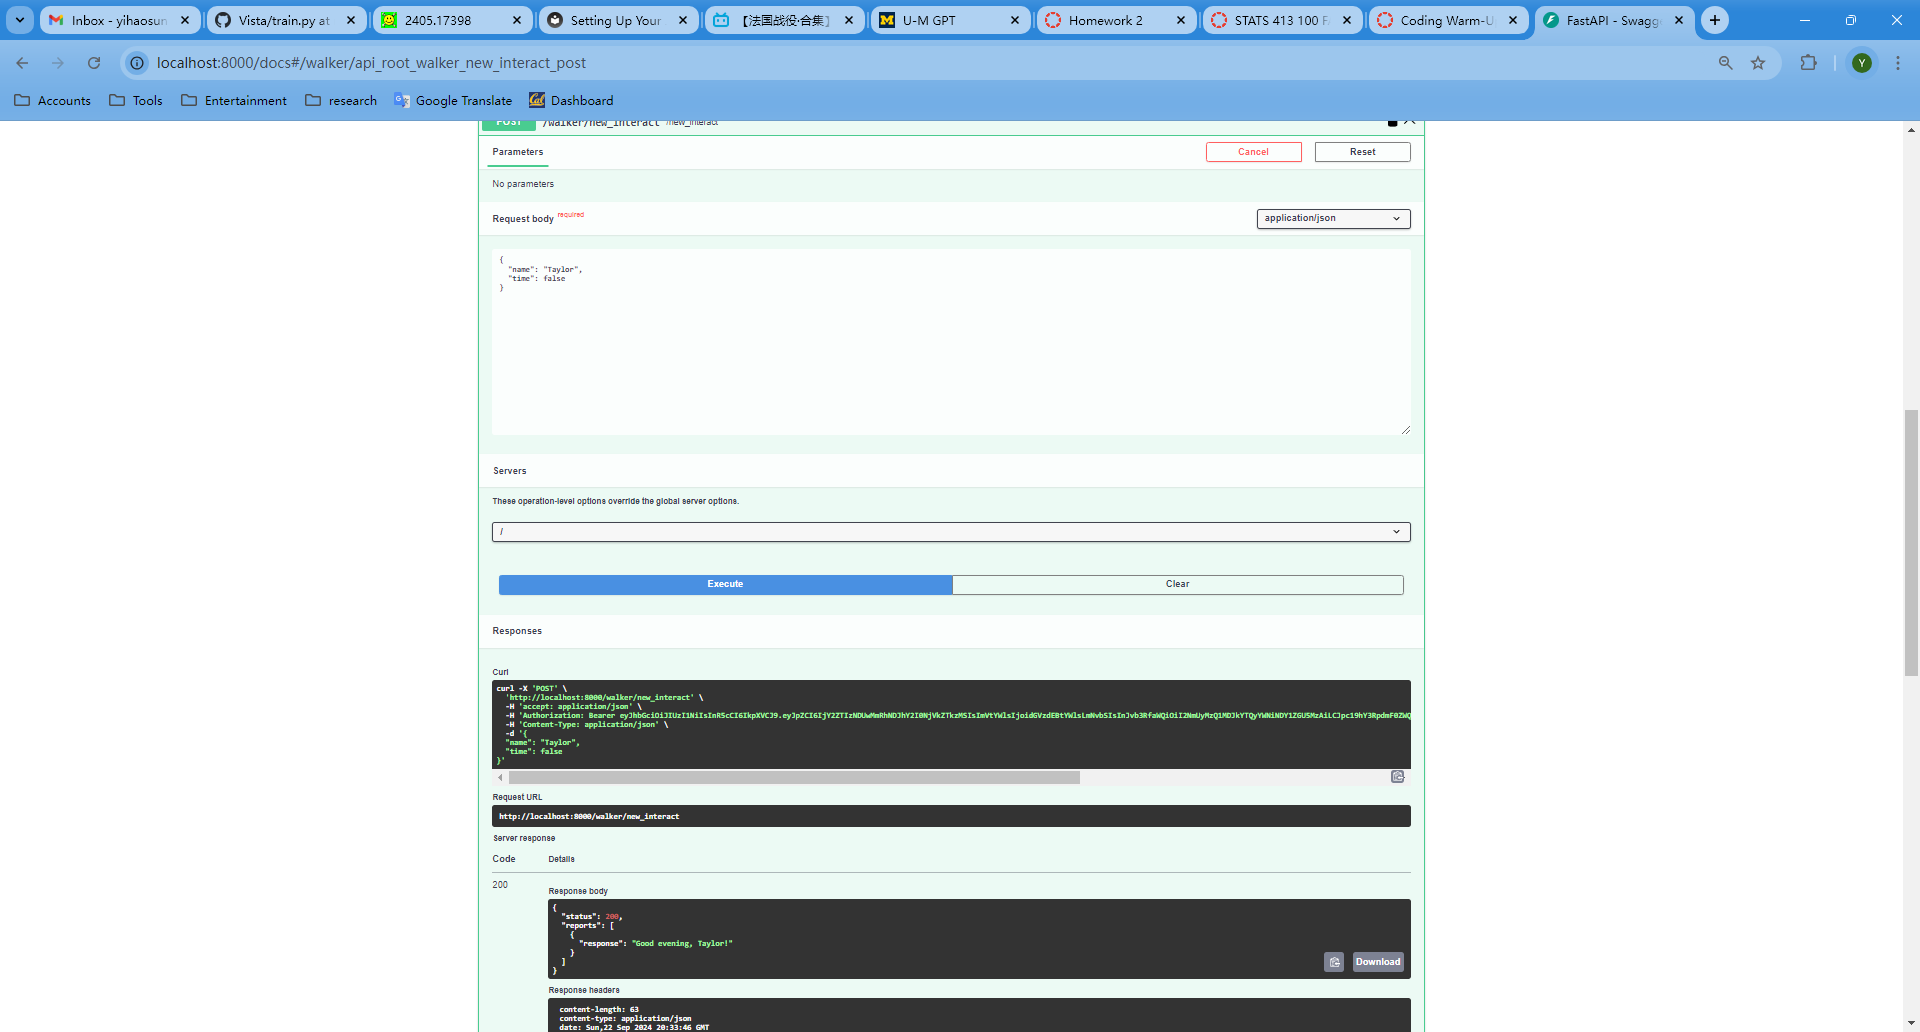 Inbox - yihaosun
Vista/train.py at
2405.17398
Setting Up Your
【法国战役·合集】
U-M GPT
Homework 2
STATS 413 100 F
Coding Warm-U
FastAPI - Swagg
localhost:8000/docs#/walker/api_root_walker_new_interact_post
Y
Accounts
Tools
Entertainment
research
Google Translate
Dashboard
POST /walker/new_interact /new_interact
Parameters
Cancel
Reset
No parameters
Request body required
application/json
{
"name": "Taylor",
"time": false
}
Servers
These operation-level options override the global server options.
/
Execute
Clear
Responses
Curl
curl -X 'POST' \
'http://localhost:8000/walker/new_interact' \
-H 'accept: application/json' \
-H 'Authorization: Bearer
-H 'Content-Type: application/json' \
-d '{
"name": "Taylor",
"time": false
}'
Request URL
http://localhost:8000/walker/new_interact
Server response
Code Details
200
Response body
{
"status": 200,
"reports": [
{
"response": "Good evening, Taylor!"
}
]
}
Download
Response headers
content-length: 63
content-type: application/json
date: Sun,22 Sep 2024 20:33:46 GMT